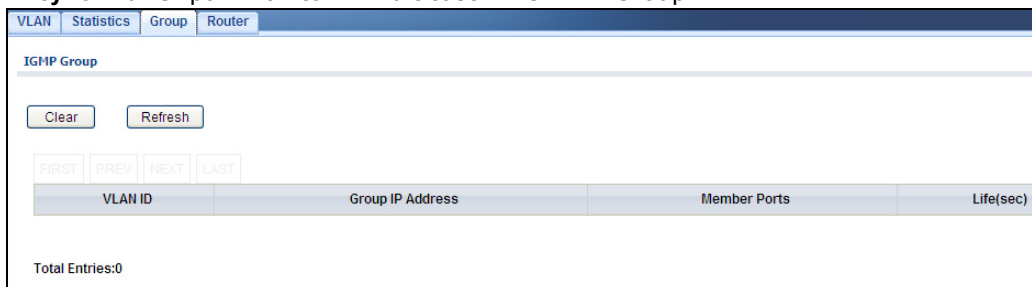 VLAN Statistics Group Router
IGMP Group
Clear Refresh
FIRST PREV NEXT LAST
VLAN ID Group IP Address Member Ports Life(sec)
Total Entries:0